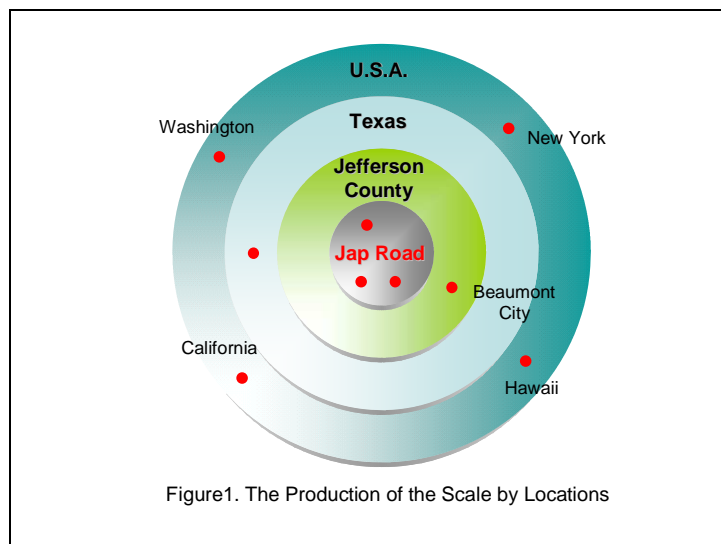 U.S.A.
Washington
Texas
New York
Jefferson
County
Jap Road
Beaumont
City
California
Hawaii
Figure1. The Production of the Scale by Locations